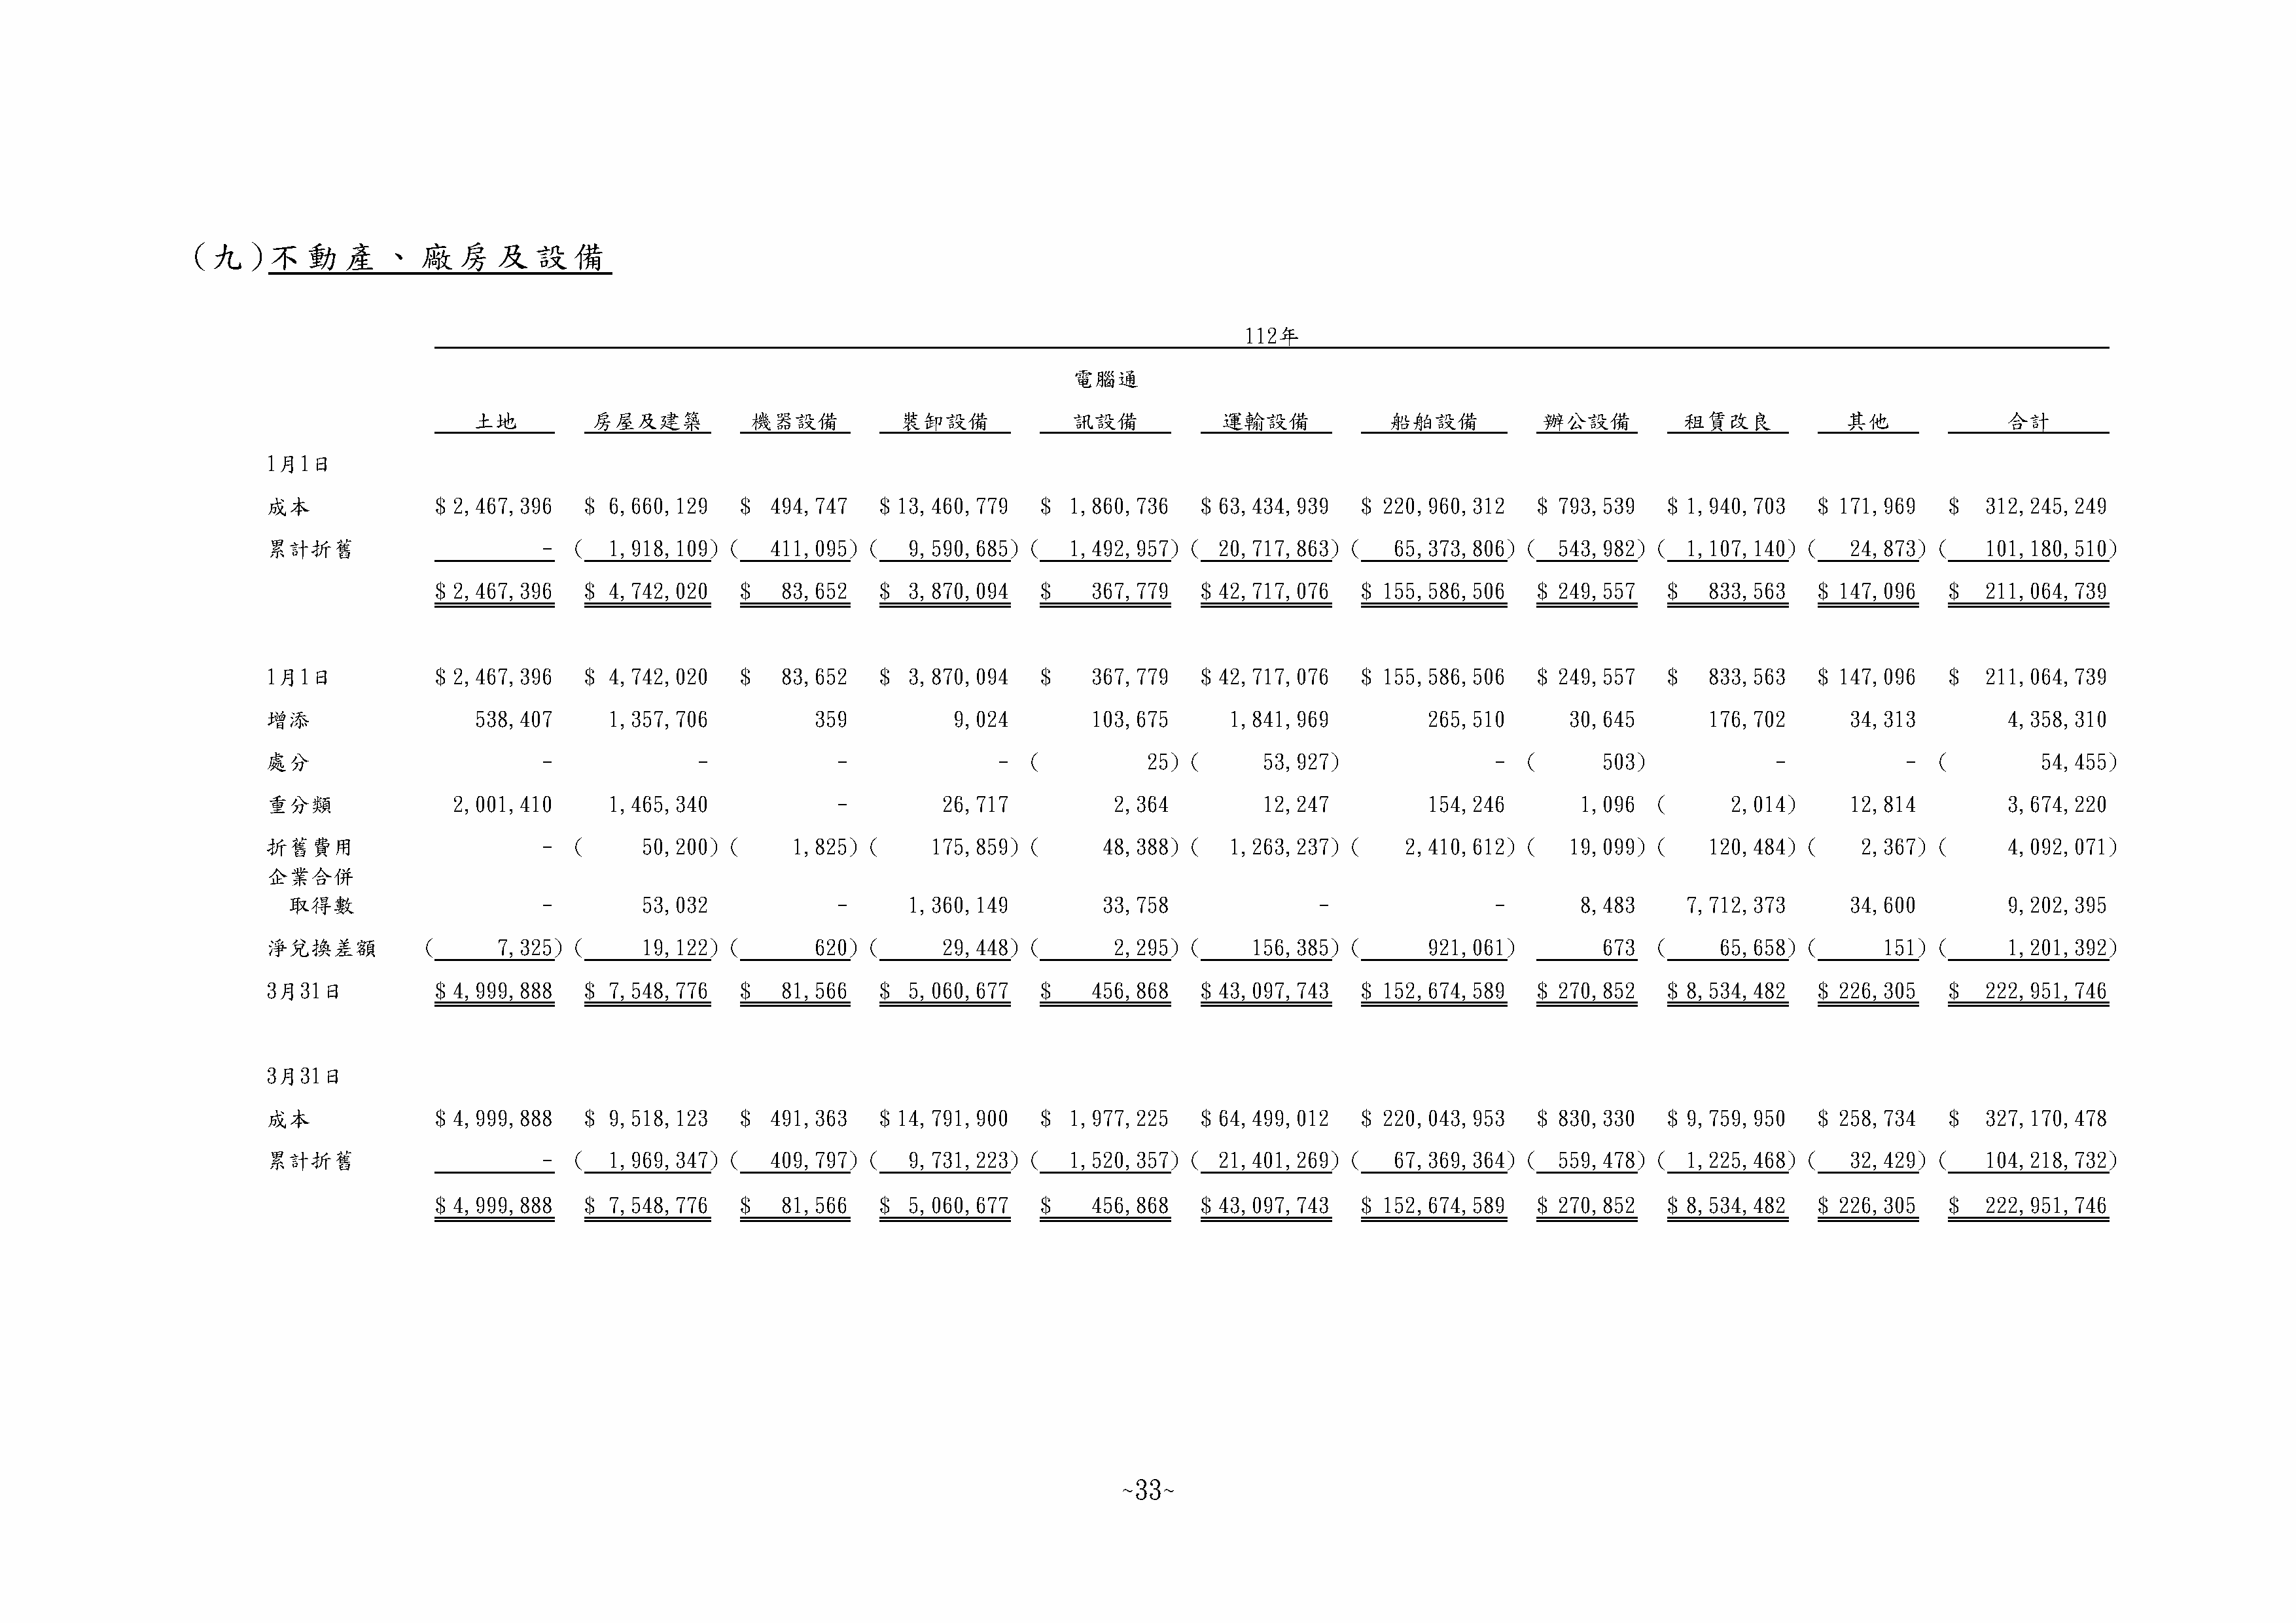 (九)不動產、廠房及設備
112年
電腦通
土地 房屋及建築 機器設備 裝卸設備 訊設備 運輸設備 船舶設備 辦公設備 租賃改良 其他 合計
1月1日
成本 $ 2,467,396 $ 6,660,129 $ 494,747 $ 13,460,779 $ 1,860,736 $ 63,434,939 $ 220,960,312 $ 793,539 $ 1,940,703 $ 171,969 $ 312,245,249
累計折舊 - ( 1,918,109) ( 411,095) ( 9,590,685) ( 1,492,957) ( 20,717,863) ( 65,373,806) ( 543,982) ( 1,107,140) ( 24,873) ( 101,180,510)
$ 2,467,396 $ 4,742,020 $ 83,652 $ 3,870,094 $ 367,779 $ 42,717,076 $ 155,586,506 $ 249,557 $ 833,563 $ 147,096 $ 211,064,739
1月1日 $ 2,467,396 $ 4,742,020 $ 83,652 $ 3,870,094 $ 367,779 $ 42,717,076 $ 155,586,506 $ 249,557 $ 833,563 $ 147,096 $ 211,064,739
增添 538,407 1,357,706 359 9,024 103,675 1,841,969 265,510 30,645 176,702 34,313 4,358,310
處分 - - - - ( 25) ( 53,927) - ( 503) - - ( 54,455)
重分類 2,001,410 1,465,340 - 26,717 2,364 12,247 154,246 1,096 ( 2,014) 12,814 3,674,220
折舊費用 - ( 50,200) ( 1,825) ( 175,859) ( 48,388) ( 1,263,237) ( 2,410,612) ( 19,099) ( 120,484) ( 2,367) ( 4,092,071)
企業合併
取得數 - 53,032 - 1,360,149 33,758 - - 8,483 7,712,373 34,600 9,202,395
淨兌換差額 ( 7,325) ( 19,122) ( 620) ( 29,448) ( 2,295) ( 156,385) ( 921,061) 673 ( 65,658) ( 151) ( 1,201,392)
3月31日 $ 4,999,888 $ 7,548,776 $ 81,566 $ 5,060,677 $ 456,868 $ 43,097,743 $ 152,674,589 $ 270,852 $ 8,534,482 $ 226,305 $ 222,951,746
3月31日
成本 $ 4,999,888 $ 9,518,123 $ 491,363 $ 14,791,900 $ 1,977,225 $ 64,499,012 $ 220,043,953 $ 830,330 $ 9,759,950 $ 258,734 $ 327,170,478
累計折舊 - ( 1,969,347) ( 409,797) ( 9,731,223) ( 1,520,357) ( 21,401,269) ( 67,369,364) ( 559,478) ( 1,225,468) ( 32,429) ( 104,218,732)
$ 4,999,888 $ 7,548,776 $ 81,566 $ 5,060,677 $ 456,868 $ 43,097,743 $ 152,674,589 $ 270,852 $ 8,534,482 $ 226,305 $ 222,951,746
~33~